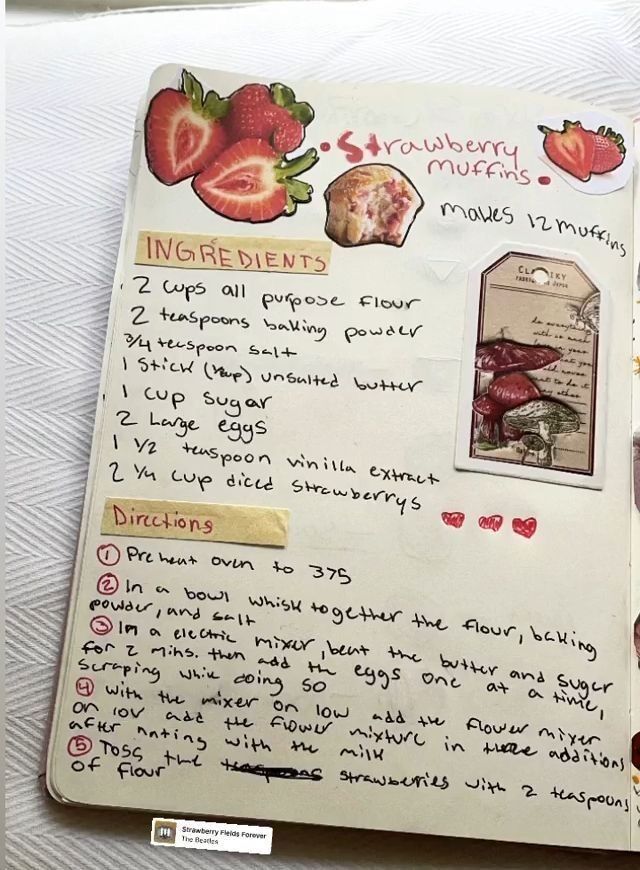 • Strawberry
muffins •
makes 12 muffins
INGREDIENTS
2 cups all purpose flour
2 teaspoons baking powder
3/4 teaspoon salt
1 stick (1/2 cup) unsalted butter
1 cup sugar
2 Large eggs
1 1/2 teaspoon vinilla extract
2 1/4 cup diced strawberrys
Directions
① Preheat oven to 375
② In a bowl whisk together the flour, baking
powder, and salt
③ Im a electric mixer, beat the butter and suger
for 2 mins. then add the eggs one at a time,
scraping while doing so
④ with the mixer on low add the flower mixer
on low add the flower mixture in three additions
after with the milk
⑤ Toss the strawberries with 2 teaspoons
of flour
Strawberry Fields Forever
The Beatles